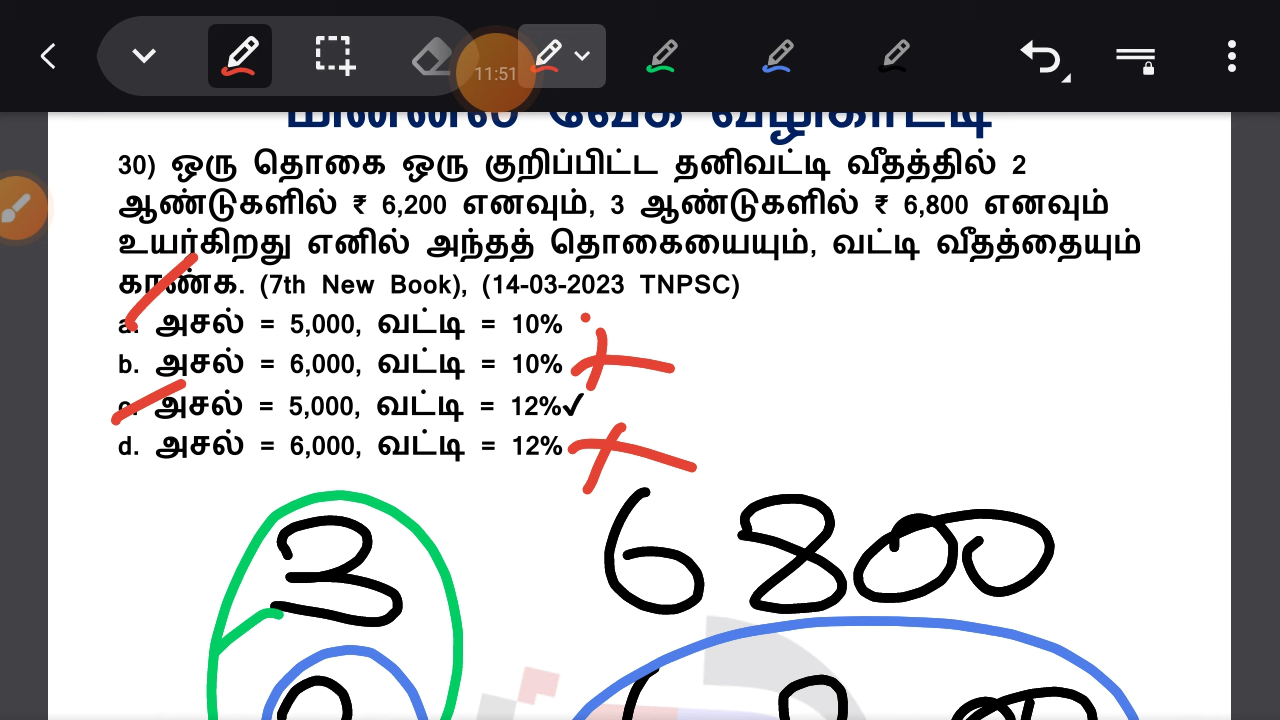 11:51
மின்னல் வேக வழிகாட்டி
30) ஒரு தொகை ஒரு குறிப்பிட்ட தனிவட்டி வீதத்தில் 2
ஆண்டுகளில் ₹ 6,200 எனவும், 3 ஆண்டுகளில் ₹ 6,800 எனவும்
உயர்கிறது எனில் அந்தத் தொகையையும், வட்டி வீதத்தையும்
காண்க. (7th New Book), (14-03-2023 TNPSC)
a. அசல் = 5,000, வட்டி = 10%
b. அசல் = 6,000, வட்டி = 10%
c. அசல் = 5,000, வட்டி = 12%✓
d. அசல் = 6,000, வட்டி = 12%
3 6800